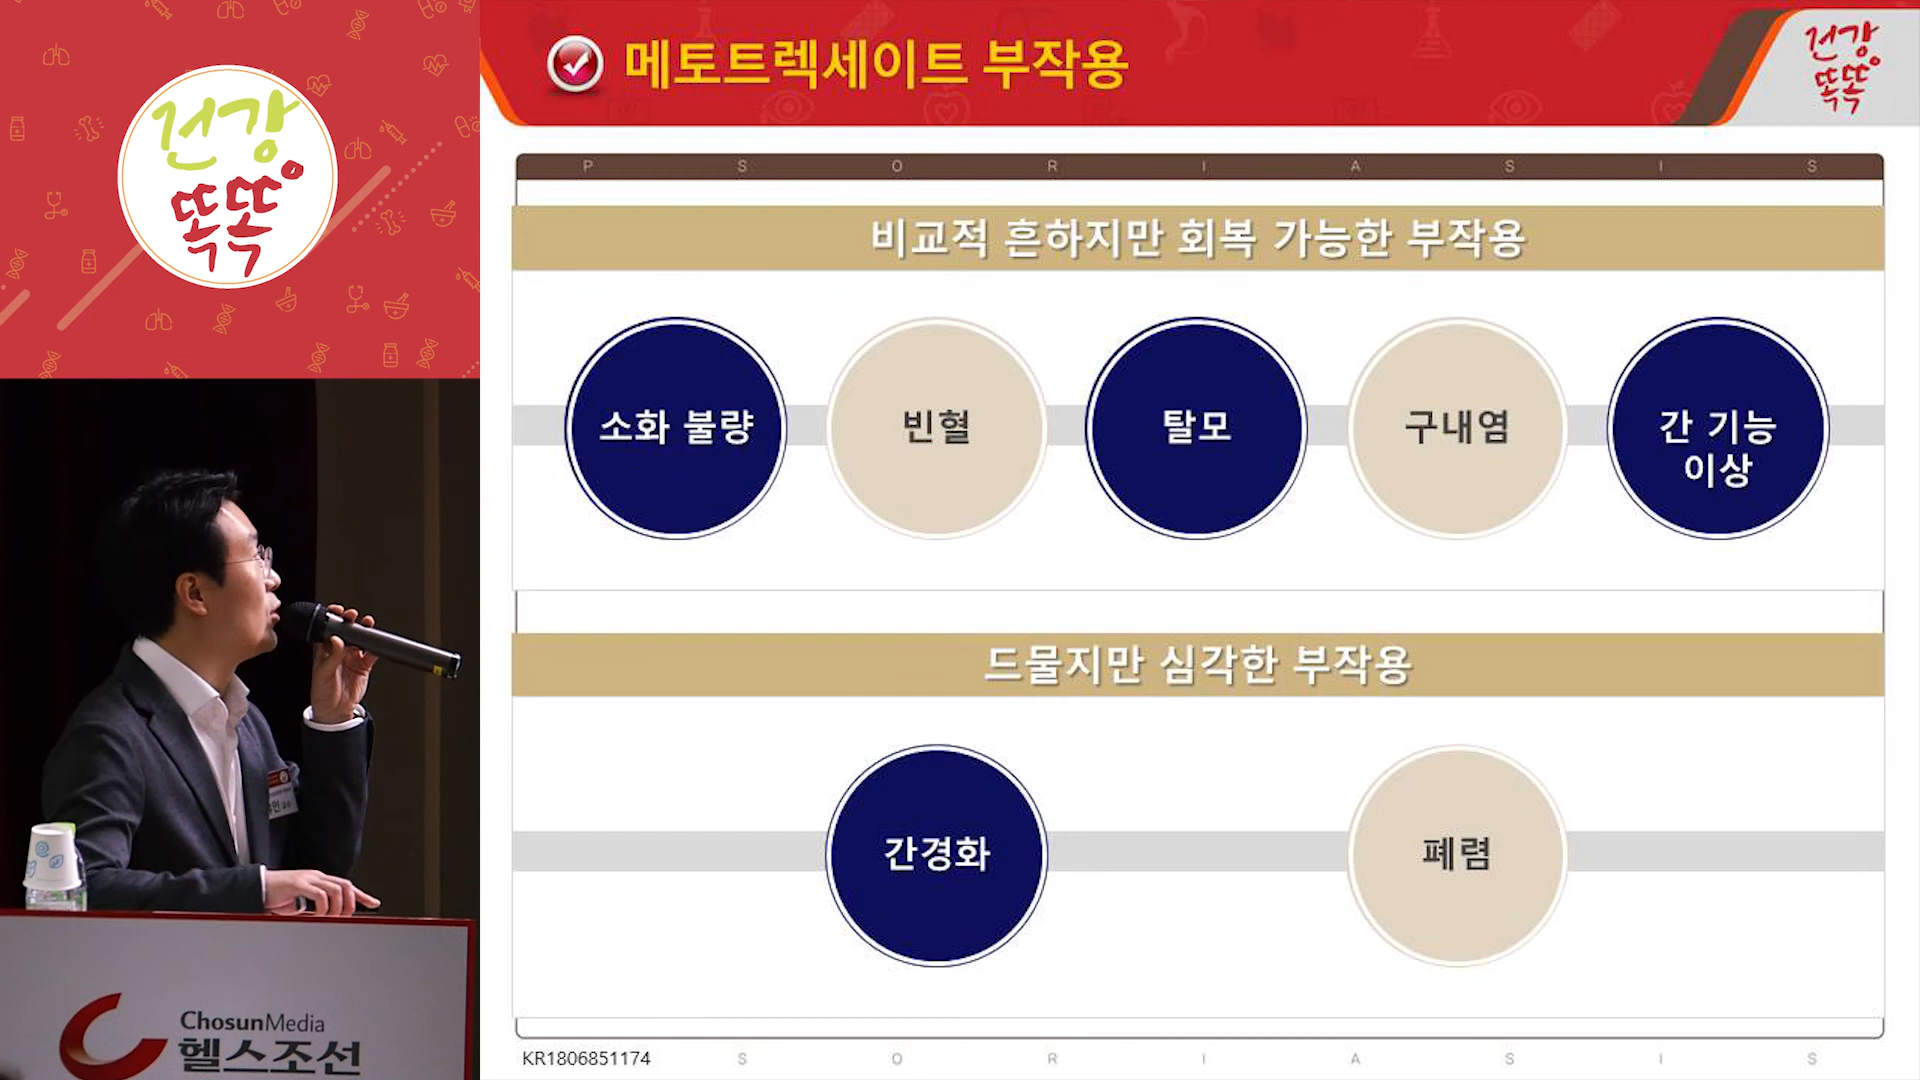 건강
똑똑
메토트렉세이트 부작용
건강
똑똑
P S O R I A S I S
비교적 흔하지만 회복 가능한 부작용
소화 불량
빈혈
탈모
구내염
간 기능
이상
드물지만 심각한 부작용
간경화
폐렴
KR1806851174
S O R I A S I S
ChosunMedia
헬스조선